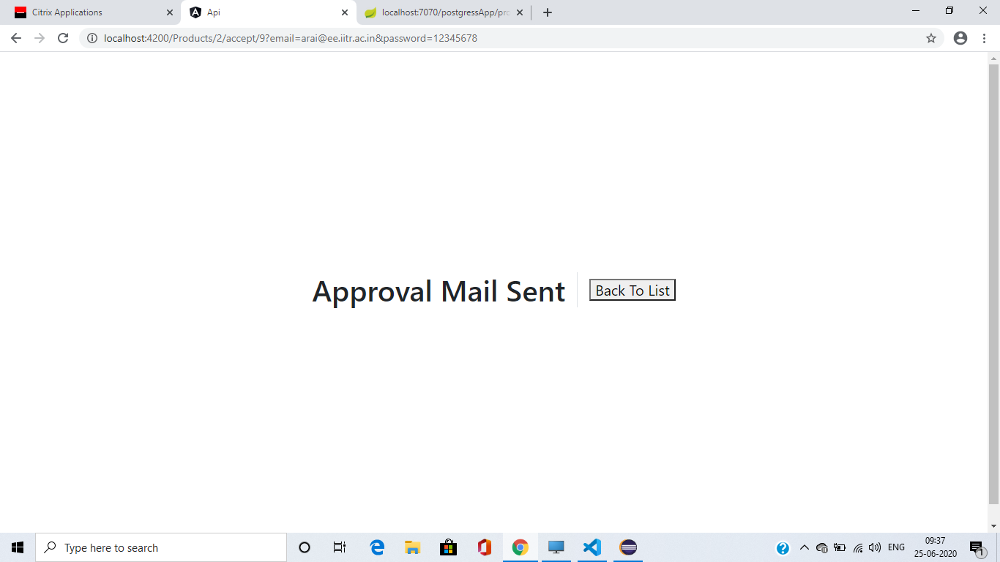 Citrix Applications
Api
localhost:7070/postgressApp/pro
localhost:4200/Products/2/accept/9?email=arai@ee.iitr.ac.in&password=12345678
Approval Mail Sent
Back To List
Type here to search
ENG
09:37
25-06-2020
1